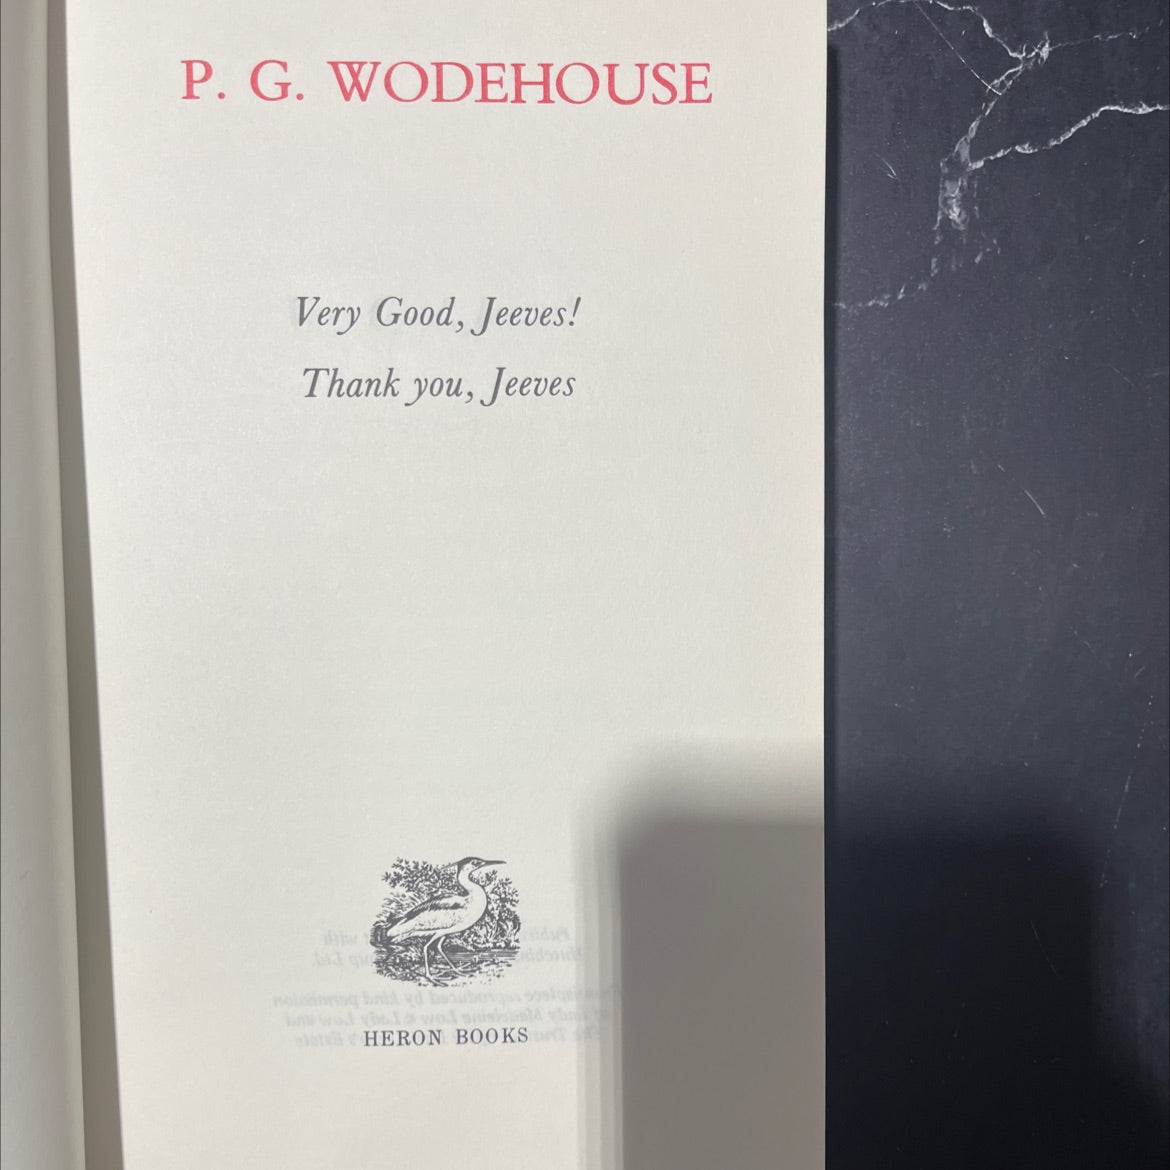 P. G. WODEHOUSE
Very Good, Jeeves!
Thank you, Jeeves
HERON BOOKS